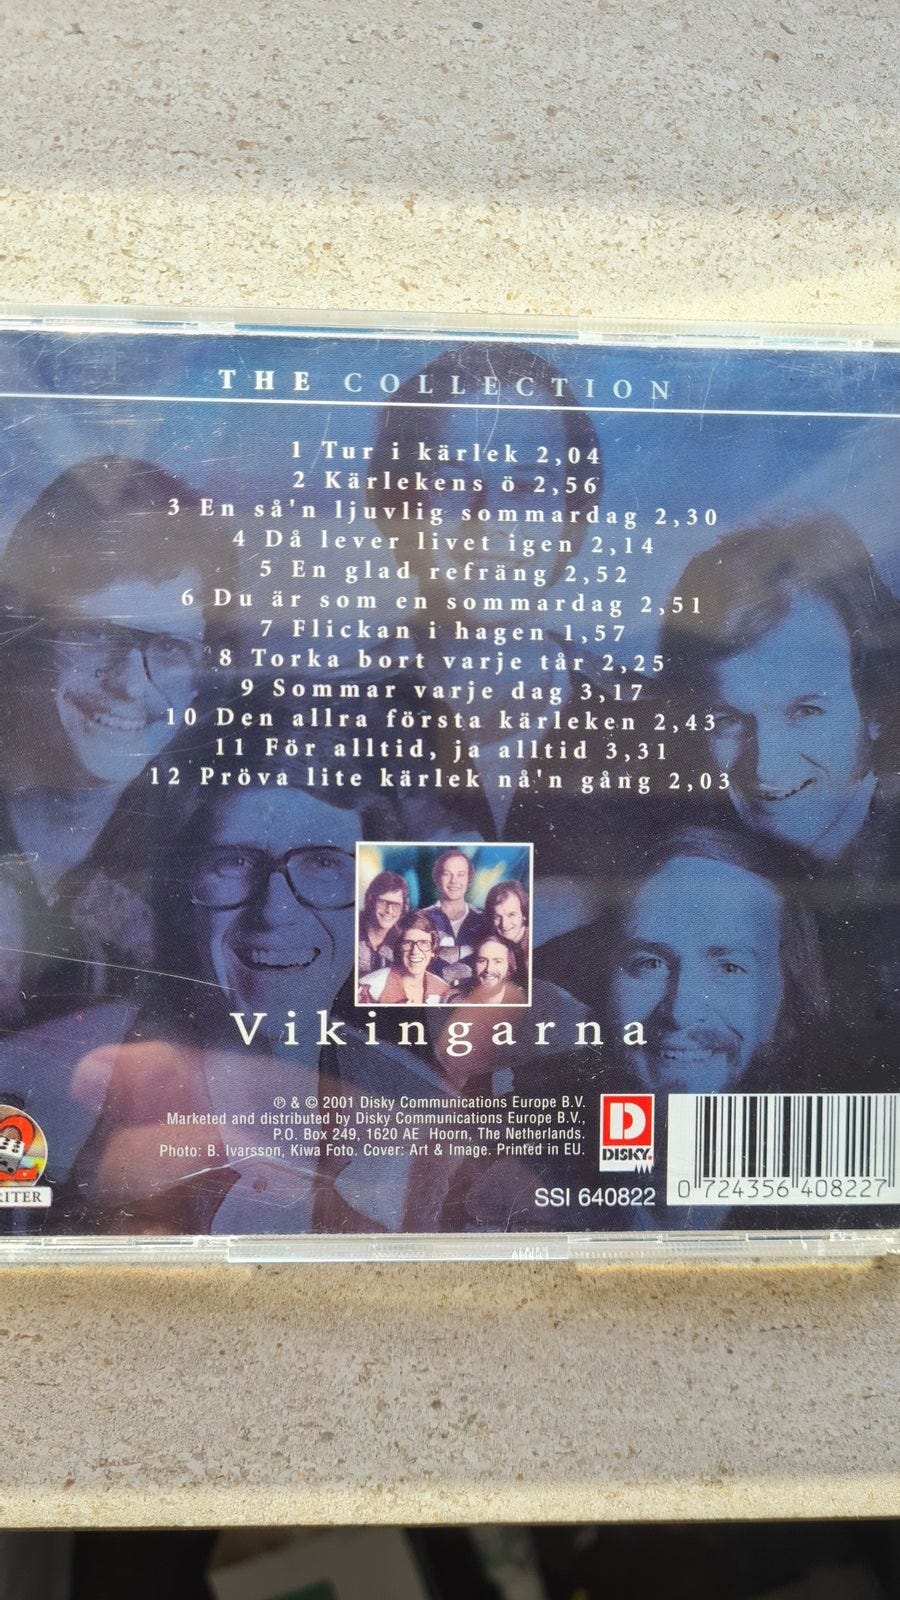 THE COLLECTION
1 Tur i kärlek 2,04
2 Kärlekens ö 2,56
3 En så'n ljuvlig sommardag 2,30
4 Då lever livet igen 2,14
5 En glad refräng 2,52
6 Du är som en sommardag 2,51
7 Flickan i hagen 1,57
8 Torka bort varje tår 2,25
9 Sommar varje dag 3,17
10 Den allra första kärleken 2,43
11 För alltid, ja alltid 3,31
12 Pröva lite kärlek nå'n gång 2,03
Vikingarna
℗ & © 2001 Disky Communications Europe B.V.
Marketed and distributed by Disky Communications Europe B.V.,
P.O. Box 249, 1620 AE Hoorn, The Netherlands.
Photo: B. Ivarsson, Kiwa Foto. Cover: Art & Image. Printed in EU.
D
DISKY.
SSI 640822
0 724356 408227